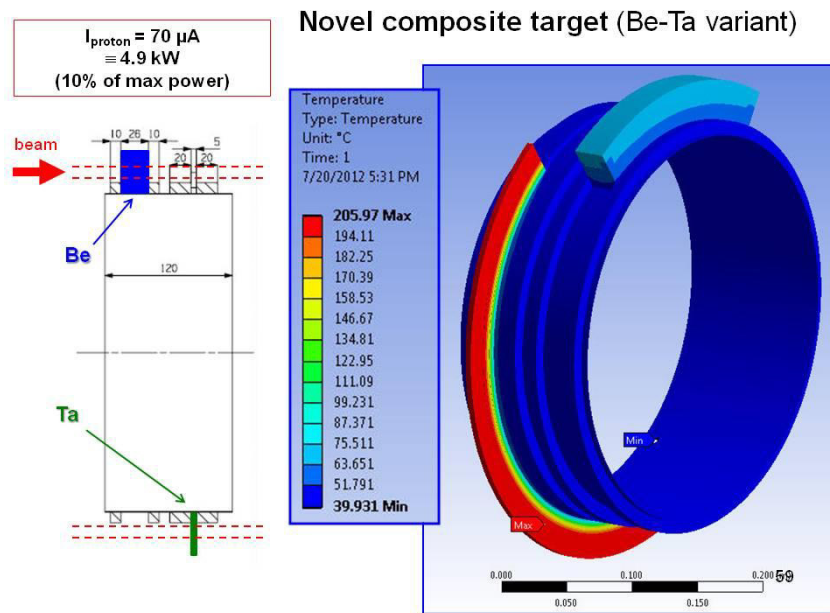 Novel composite target (Be-Ta variant)
I proton = 70 µA
≡ 4.9 kW
(10% of max power)
beam
10 26 10
5
20 20
Be
120
Ta
Temperature
Type: Temperature
Unit: °C
Time: 1
7/20/2012 5:31 PM
205.97 Max
194.11
182.25
170.39
158.53
146.67
134.81
122.95
111.09
99.231
87.371
75.511
63.651
51.791
39.931 Min
Min
Max
0.000 0.100 0.200
0.050 0.150
59